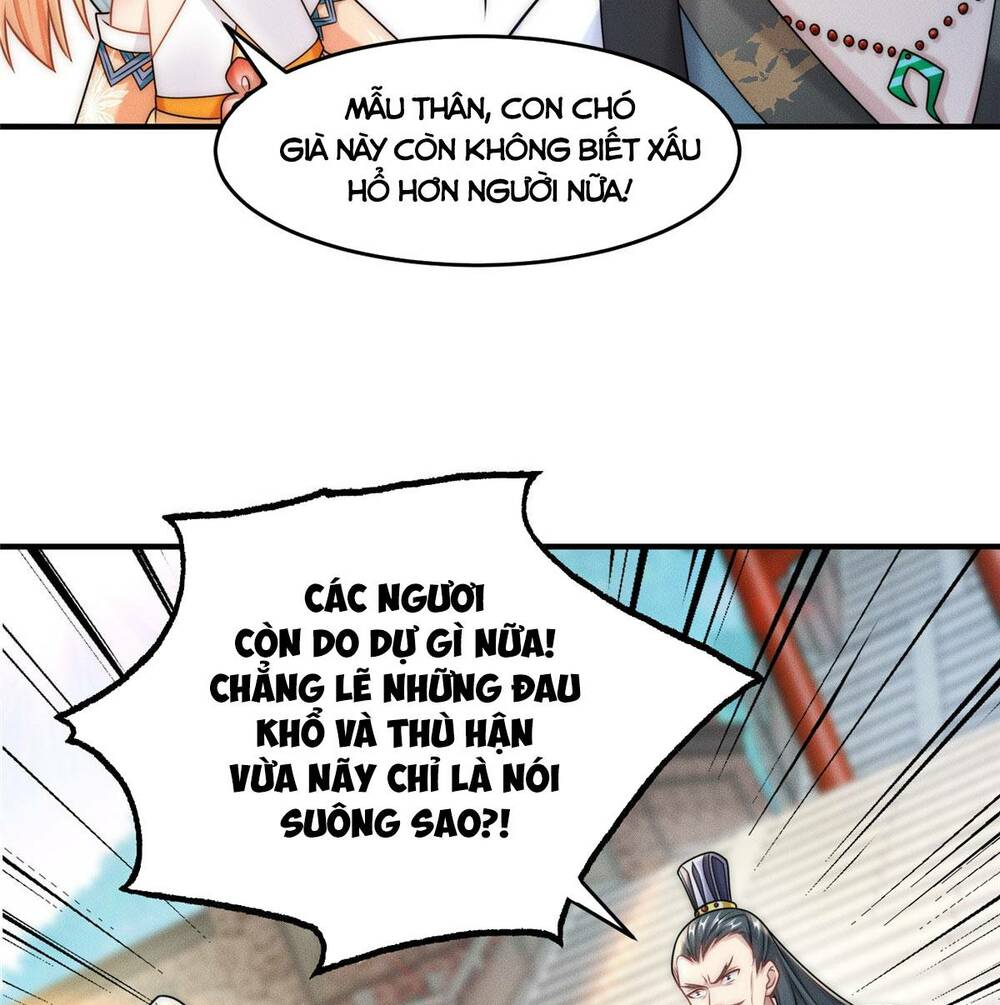 MẪU THÂN, CON CHÓ
GIÀ NÀY CÒN KHÔNG BIẾT XẤU
HỔ HƠN NGƯỜI NỮA!
CÁC NGƯƠI
CÒN DO DỰ GÌ NỮA!
CHẲNG LẼ NHỮNG ĐAU
KHỔ VÀ THÙ HẬN
VỪA NÃY CHỈ LÀ NÓI
SUÔNG SAO?!